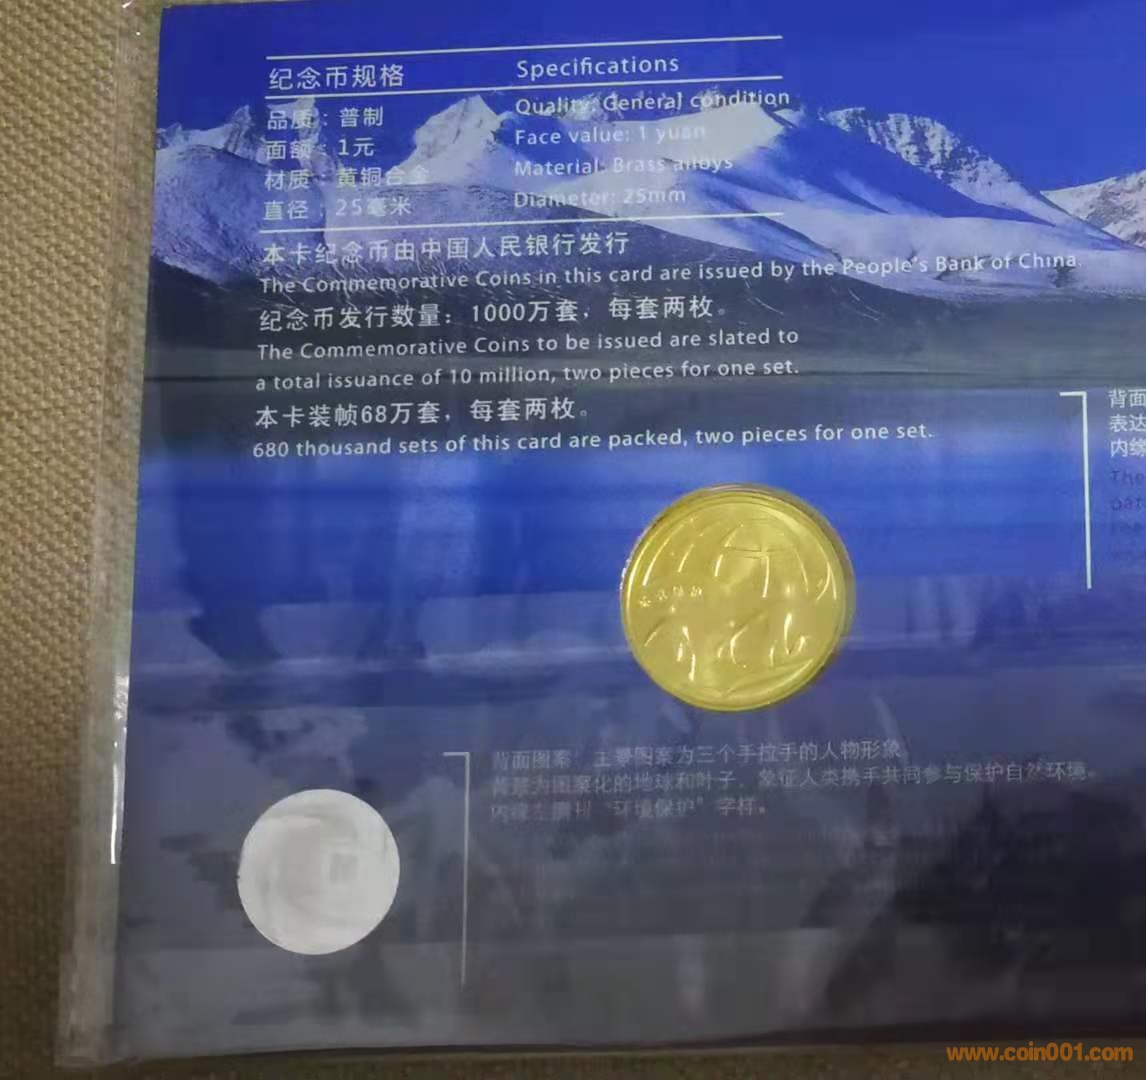 纪念币规格
Specifications
品质：普制
Quality: General condition
面额：1元
Face value: 1 yuan
材质：黄铜合金
Material: Brass alloys
直径：25毫米
Diameter: 25mm
本卡纪念币由中国人民银行发行
The Commemorative Coins in this card are issued by the People's Bank of China.
纪念币发行数量：1000万套，每套两枚。
The Commemorative Coins to be issued are slated to
a total issuance of 10 million, two pieces for one set.
本卡装帧68万套，每套两枚。
680 thousand sets of this card are packed, two pieces for one set.
背面
表达
内缘
The
环境保护
背面图案：主景图案为三个手拉手的人物形象
背景为图案化的地球和叶子，象征人类携手共同参与保护自然环境。
内缘左侧刊“环境保护”字样。
www.coin001.com